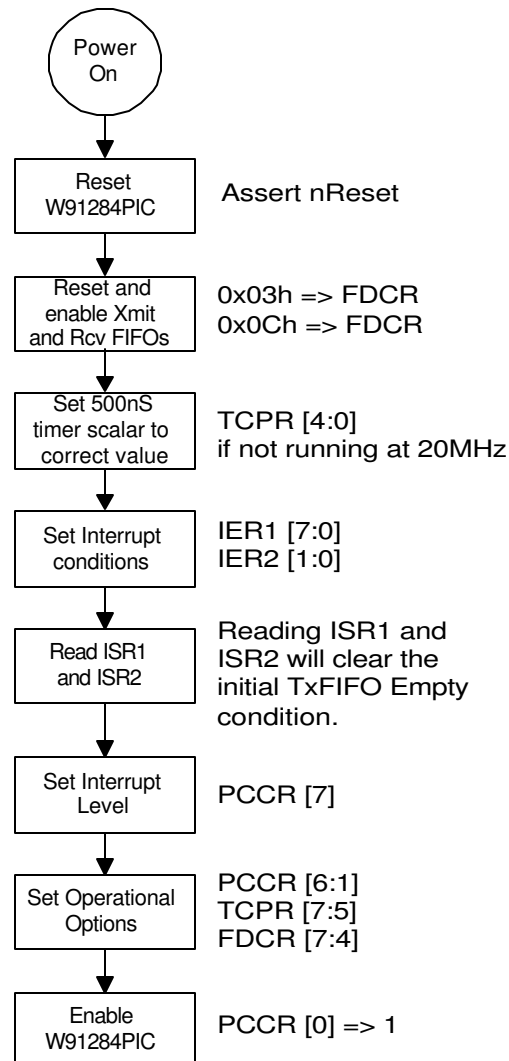 Power
On
Reset
W91284PIC
Assert nReset
Reset and
enable Xmit
and Rcv FIFOs
0x03h => FDCR
0x0Ch => FDCR
Set 500nS
timer scalar to
correct value
TCPR [4:0]
if not running at 20MHz
Set Interrupt
conditions
IER1 [7:0]
IER2 [1:0]
Read ISR1
and ISR2
Reading ISR1 and
ISR2 will clear the
initial TxFIFO Empty
condition.
Set Interrupt
Level
PCCR [7]
Set Operational
Options
PCCR [6:1]
TCPR [7:5]
FDCR [7:4]
Enable
W91284PIC
PCCR [0] => 1